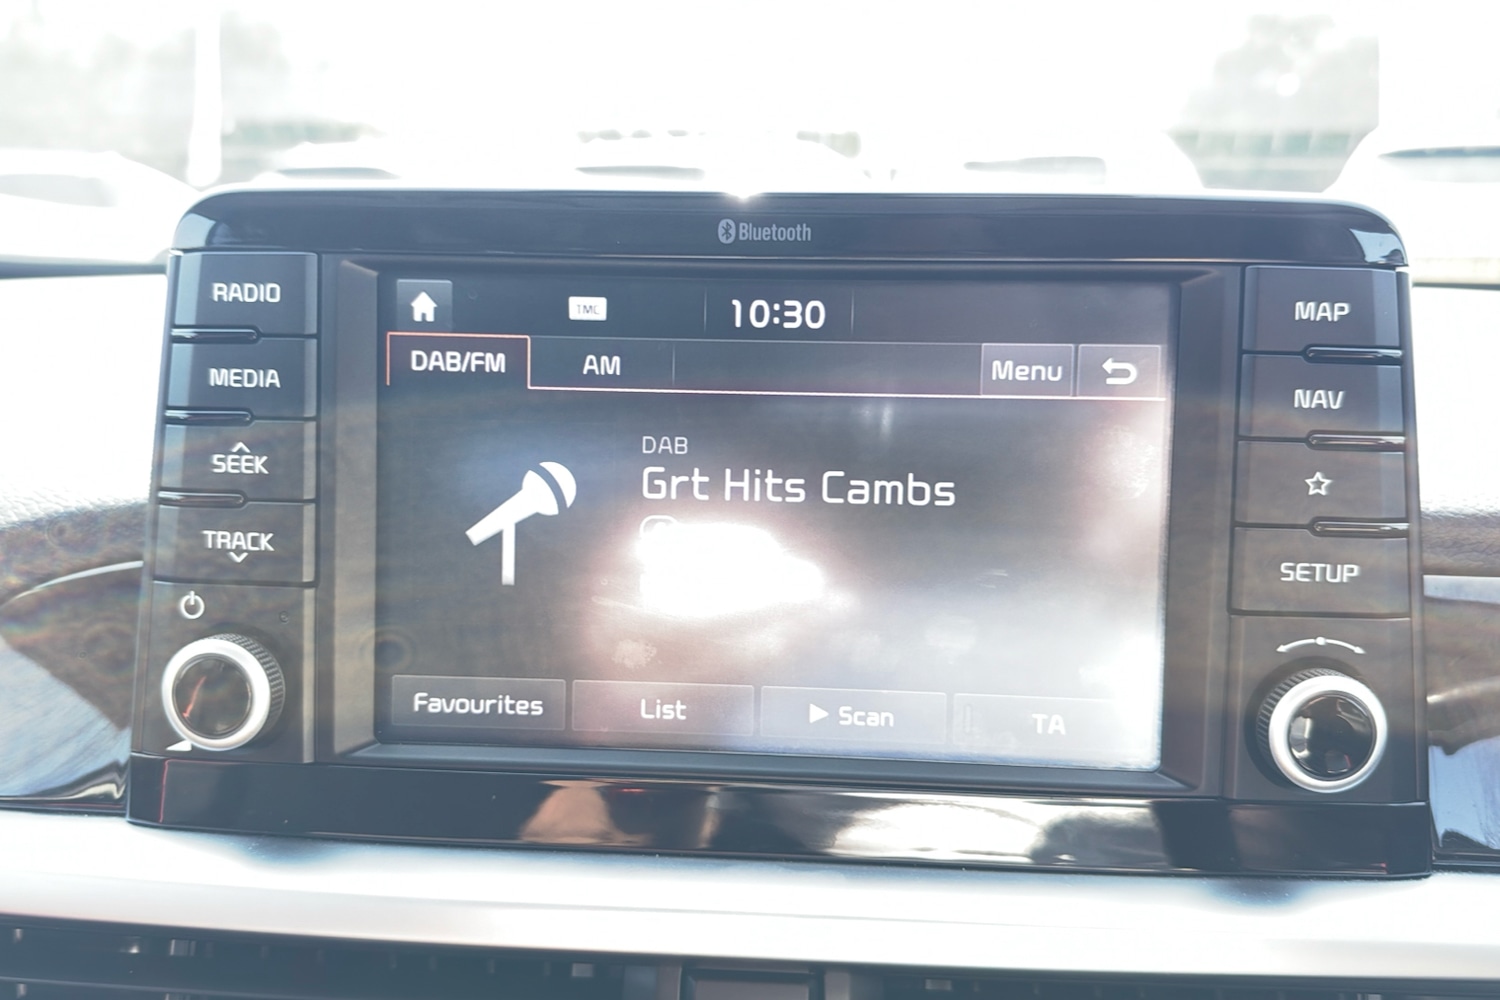 Bluetooth
RADIO
MEDIA
SEEK
TRACK
1MC
10:30
DAB/FM
AM
Menu
DAB
Grt Hits Cambs
Favourites
List
Scan
TA
MAP
NAV
SETUP